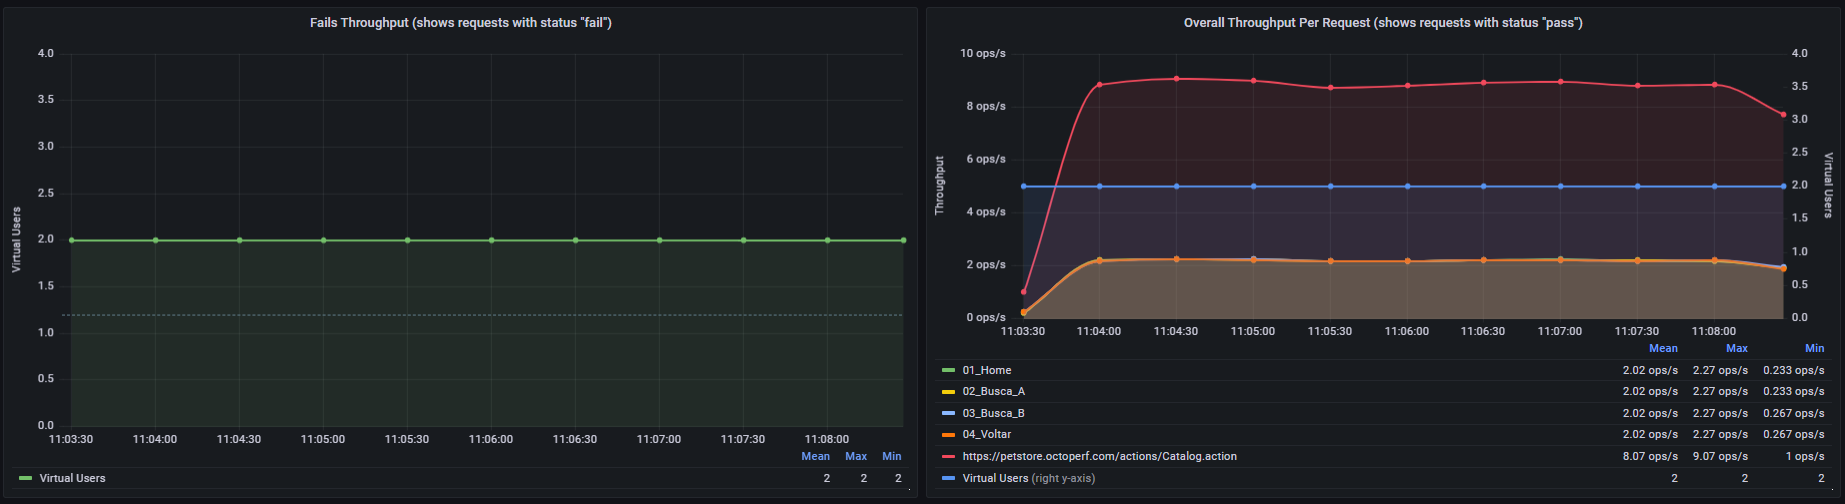 Fails Throughput (shows requests with status "fail")
4.0
3.5
3.0
2.5
2.0
1.5
1.0
0.5
0.0
Virtual Users
11:03:30 11:04:00 11:04:30 11:05:00 11:05:30 11:06:00 11:06:30 11:07:00 11:07:30 11:08:00
Mean Max Min
Virtual Users 2 2 2
Overall Throughput Per Request (shows requests with status "pass")
10 ops/s 4.0
3.5
8 ops/s
3.0
6 ops/s
2.5
2.0
4 ops/s
1.5
2 ops/s 1.0
0.5
0 ops/s 0.0
Throughput
Virtual Users
11:03:30 11:04:00 11:04:30 11:05:00 11:05:30 11:06:00 11:06:30 11:07:00 11:07:30 11:08:00
Mean Max Min
01_Home 2.02 ops/s 2.27 ops/s 0.233 ops/s
02_Busca_A 2.02 ops/s 2.27 ops/s 0.233 ops/s
03_Busca_B 2.02 ops/s 2.27 ops/s 0.267 ops/s
04_Voltar 2.02 ops/s 2.27 ops/s 0.267 ops/s
https://petstore.octoperf.com/actions/Catalog.action 8.07 ops/s 9.07 ops/s 1 ops/s
Virtual Users (right y-axis) 2 2 2